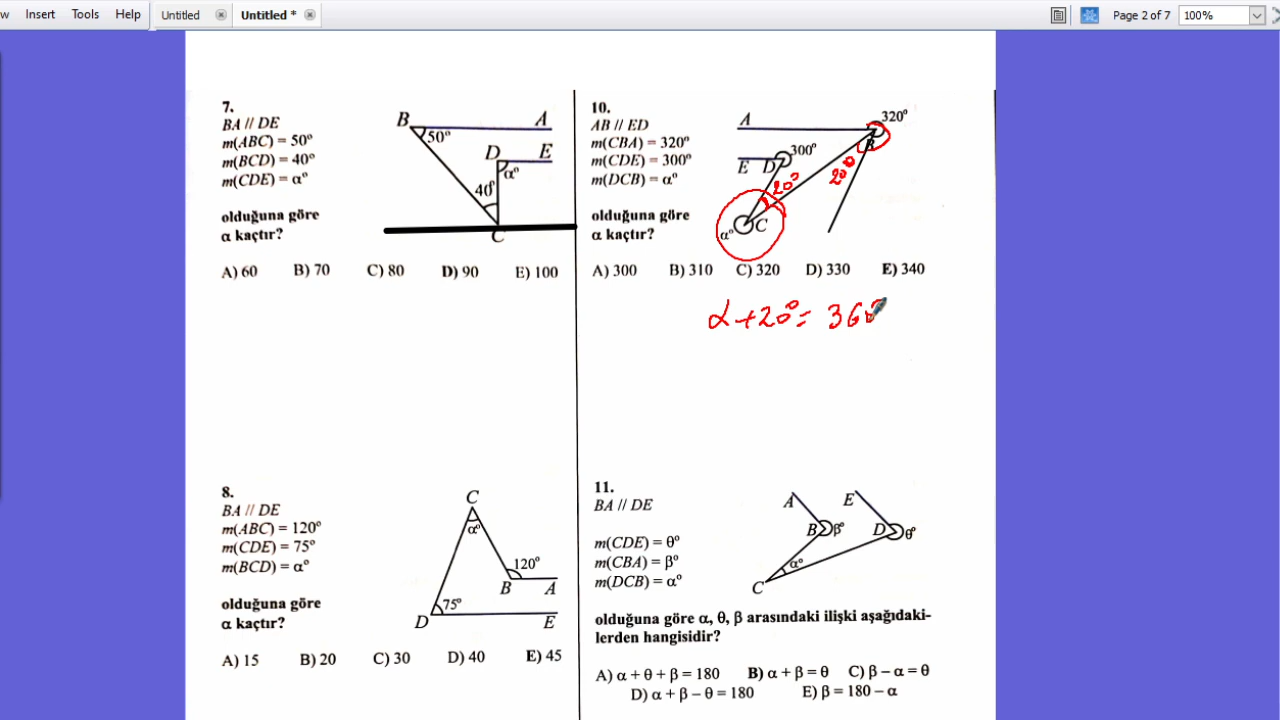 w Insert Tools Help Untitled Untitled * Page 2 of 7 100%
7.
BA // DE
m(ABC) = 50°
m(BCD) = 40°
m(CDE) = α°
olduğuna göre
α kaçtır?
B A
50°
D E
α°
40°
C
A) 60 B) 70 C) 80 D) 90 E) 100
10.
AB // ED
m(CBA) = 320°
m(CDE) = 300°
m(DCB) = α°
olduğuna göre
α kaçtır?
320°
A
B
300°
E D
20°
20°
α° C
A) 300 B) 310 C) 320 D) 330 E) 340
α + 20° = 360°
8.
BA // DE
m(ABC) = 120°
m(CDE) = 75°
m(BCD) = α°
olduğuna göre
α kaçtır?
C
α°
120°
B A
75°
D E
A) 15 B) 20 C) 30 D) 40 E) 45
11.
BA // DE
m(CDE) = θ°
m(CBA) = β°
m(DCB) = α°
A E
B β° D θ°
α°
C
olduğuna göre α, θ, β arasındaki ilişki aşağıdaki-
lerden hangisidir?
A) α + θ + β = 180 B) α + β = θ C) β – α = θ
D) α + β – θ = 180 E) β = 180 – α